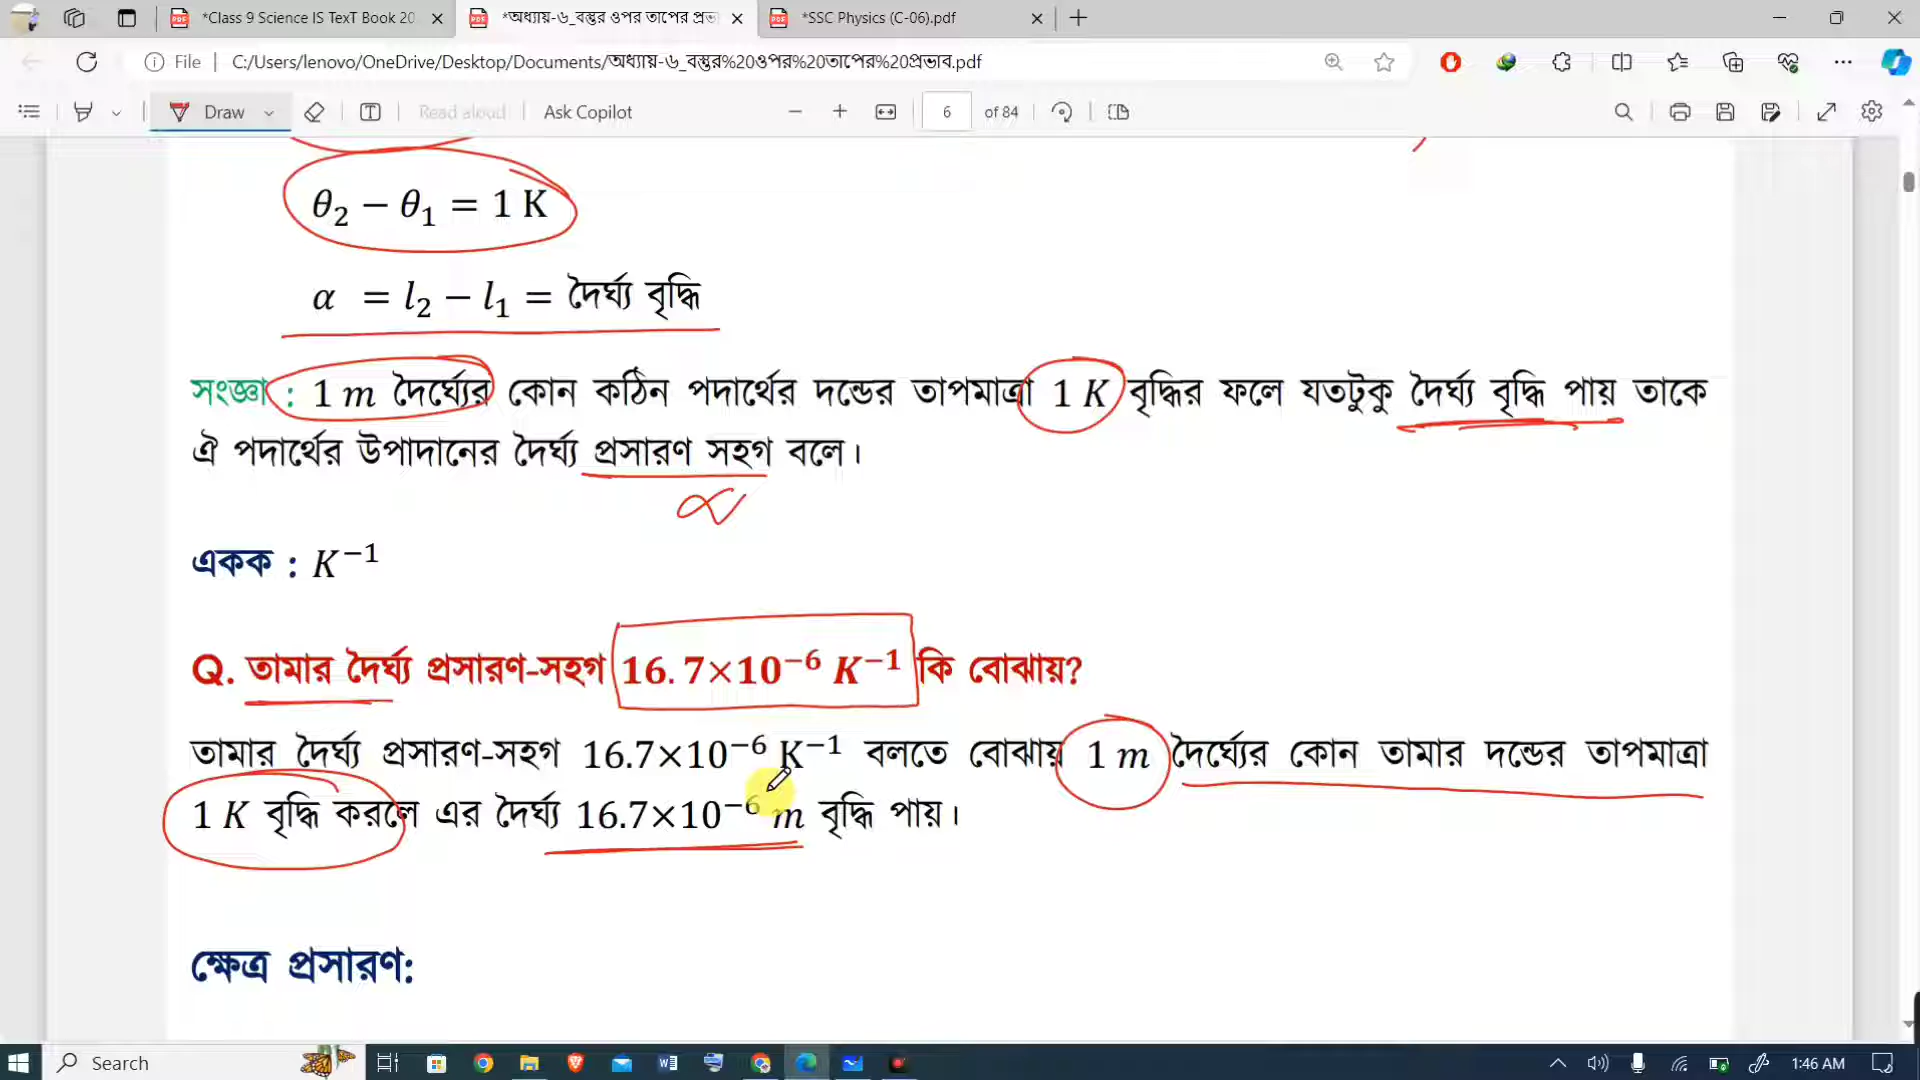 *Class 9 Science IS TexT Book 20
*অধ্যায়-৬_বস্তুর ওপর তাপের প্রভ
*SSC Physics (C-06).pdf
File
C:/Users/lenovo/OneDrive/Desktop/Documents/অধ্যায়-৬_বস্তুর%20ওপর%20তাপের%20প্রভাব.pdf
Draw
Read aloud
Ask Copilot
6 of 84
θ₂ − θ₁ = 1 K
α = l₂ − l₁ = দৈর্ঘ্য বৃদ্ধি
সংজ্ঞা : 1 m দৈর্ঘ্যের কোন কঠিন পদার্থের দন্ডের তাপমাত্রা 1 K বৃদ্ধির ফলে যতটুকু দৈর্ঘ্য বৃদ্ধি পায় তাকে
ঐ পদার্থের উপাদানের দৈর্ঘ্য প্রসারণ সহগ বলে।
α
একক : K⁻¹
Q. তামার দৈর্ঘ্য প্রসারণ-সহগ 16.7×10⁻⁶ K⁻¹ কি বোঝায়?
তামার দৈর্ঘ্য প্রসারণ-সহগ 16.7×10⁻⁶ K⁻¹ বলতে বোঝায় 1 m দৈর্ঘ্যের কোন তামার দন্ডের তাপমাত্রা
1 K বৃদ্ধি করলে এর দৈর্ঘ্য 16.7×10⁻⁶ m বৃদ্ধি পায়।
ক্ষেত্র প্রসারণ:
Search
1:46 AM